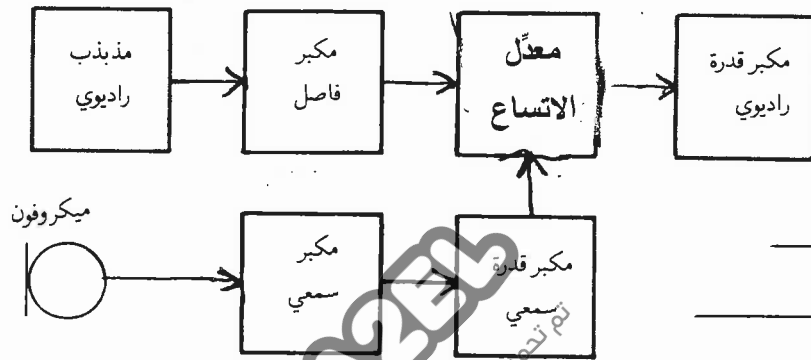 مذبذب
راديوي
مكبر
فاصل
معدِّل
الاتساع
مكبر قدرة
راديوي
ميكروفون
مكبر
سمعي
مكبر قدرة
سمعي